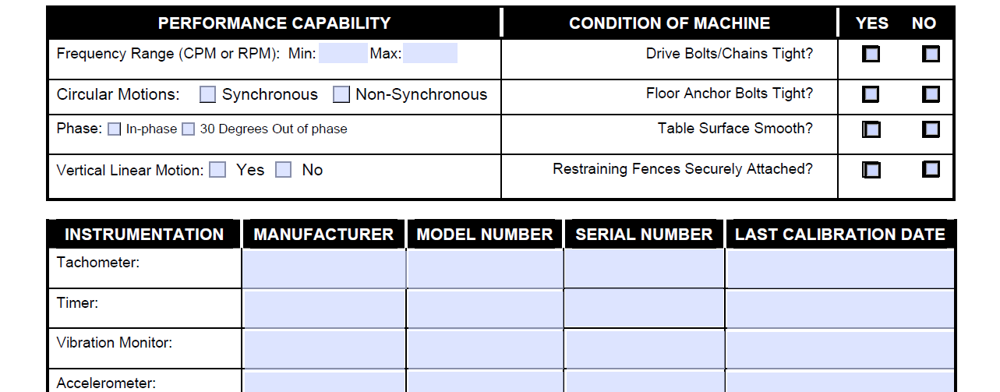 PERFORMANCE CAPABILITY CONDITION OF MACHINE YES NO
Frequency Range (CPM or RPM): Min: Max: Drive Bolts/Chains Tight?
Circular Motions: Synchronous Non-Synchronous Floor Anchor Bolts Tight?
Phase: In-phase 30 Degrees Out of phase Table Surface Smooth?
Vertical Linear Motion: Yes No Restraining Fences Securely Attached?
INSTRUMENTATION MANUFACTURER MODEL NUMBER SERIAL NUMBER LAST CALIBRATION DATE
Tachometer:
Timer:
Vibration Monitor:
Accelerometer: